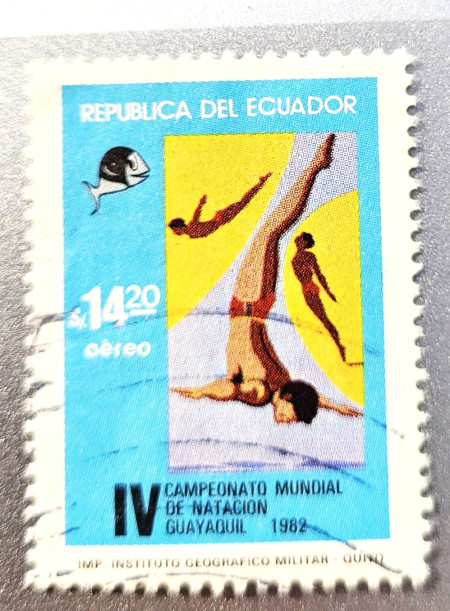 REPUBLICA DEL ECUADOR
S/.14.20
aéreo
IV CAMPEONATO MUNDIAL
DE NATACION
GUAYAQUIL 1982
IMP. INSTITUTO GEOGRAFICO MILITAR - QUITO